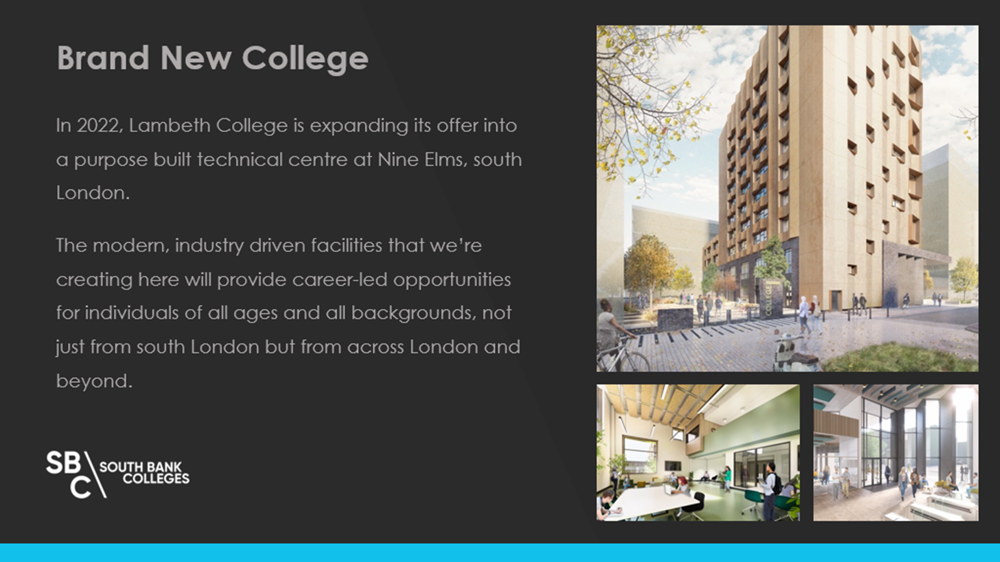 Brand New College
In 2022, Lambeth College is expanding its offer into
a purpose built technical centre at Nine Elms, south
London.
The modern, industry driven facilities that we're
creating here will provide career-led opportunities
for individuals of all ages and all backgrounds, not
just from south London but from across London and
beyond.
SBC
SOUTH BANK
COLLEGES
COLLEGE